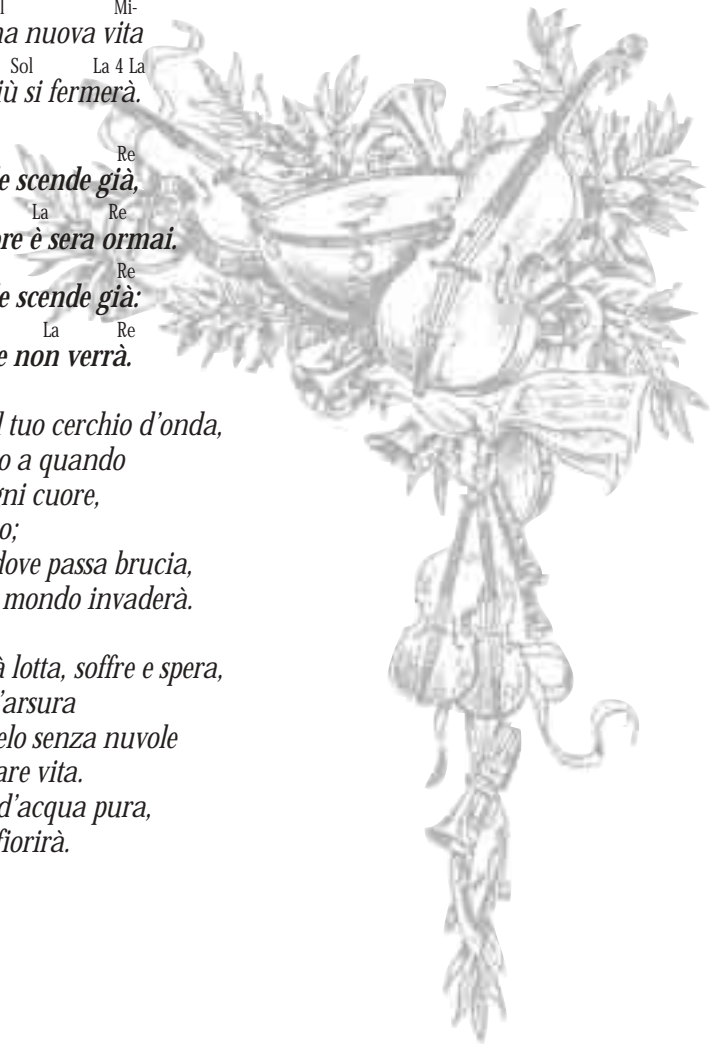 l Mi-
na nuova vita
Sol La 4 La
iù si fermerà.
Re
e scende già,
La Re
ore è sera ormai.
Re
e scende già:
La Re
e non verrà.
l tuo cerchio d’onda,
o a quando
gni cuore,
o;
dove passa brucia,
mondo invaderà.
à lotta, soffre e spera,
’arsura
elo senza nuvole
are vita.
d’acqua pura,
fiorirà.